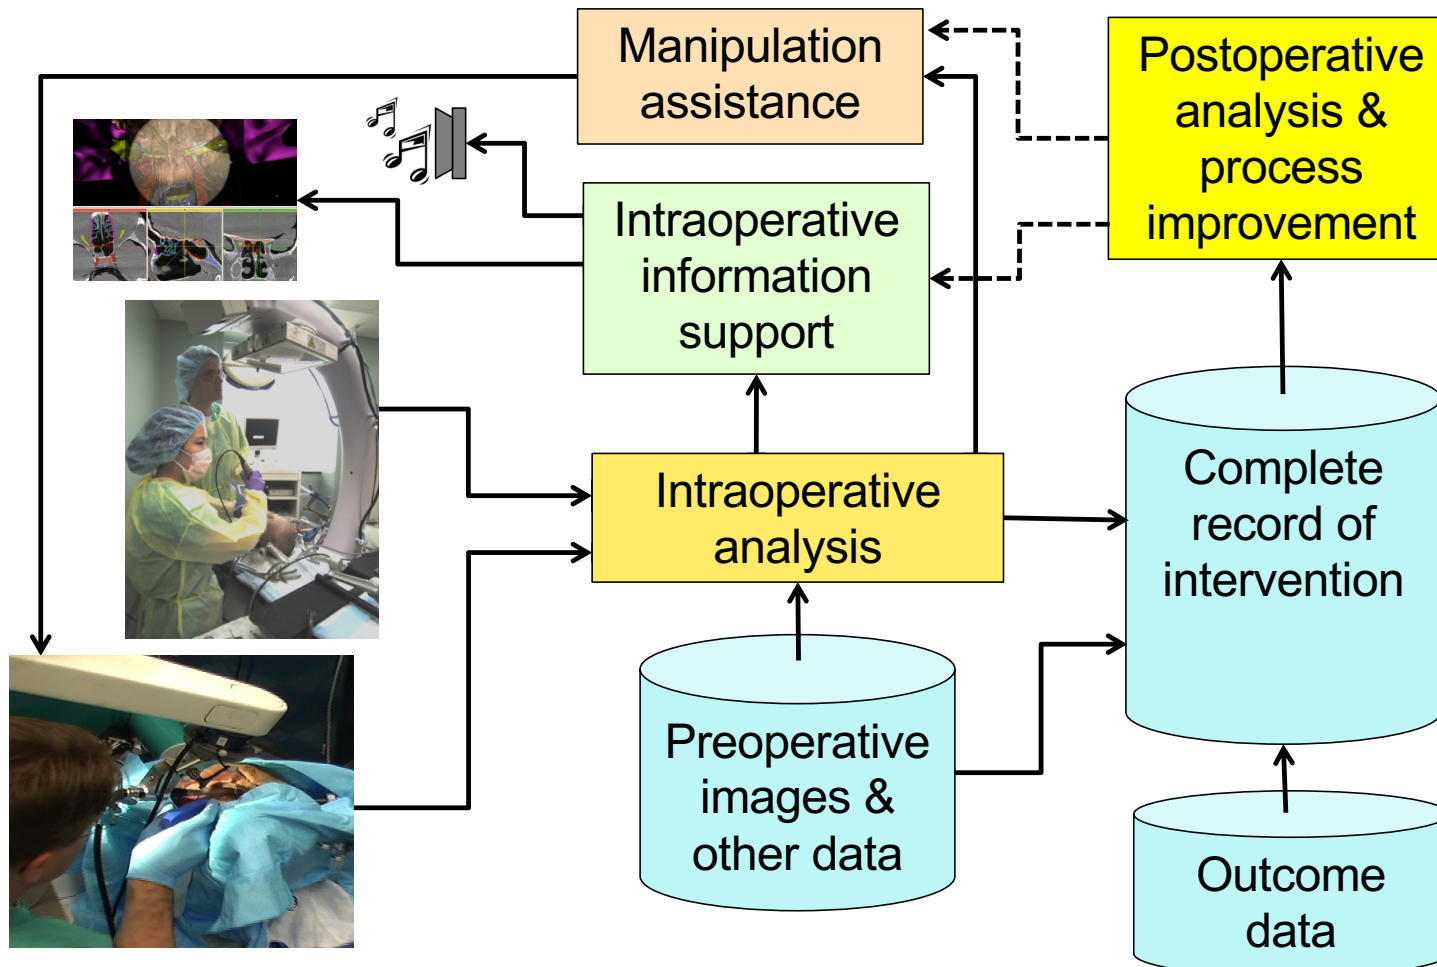 Manipulation
assistance
Postoperative
analysis &
process
improvement
Intraoperative
information
support
Intraoperative
analysis
Complete
record of
intervention
Preoperative
images &
other data
Outcome
data